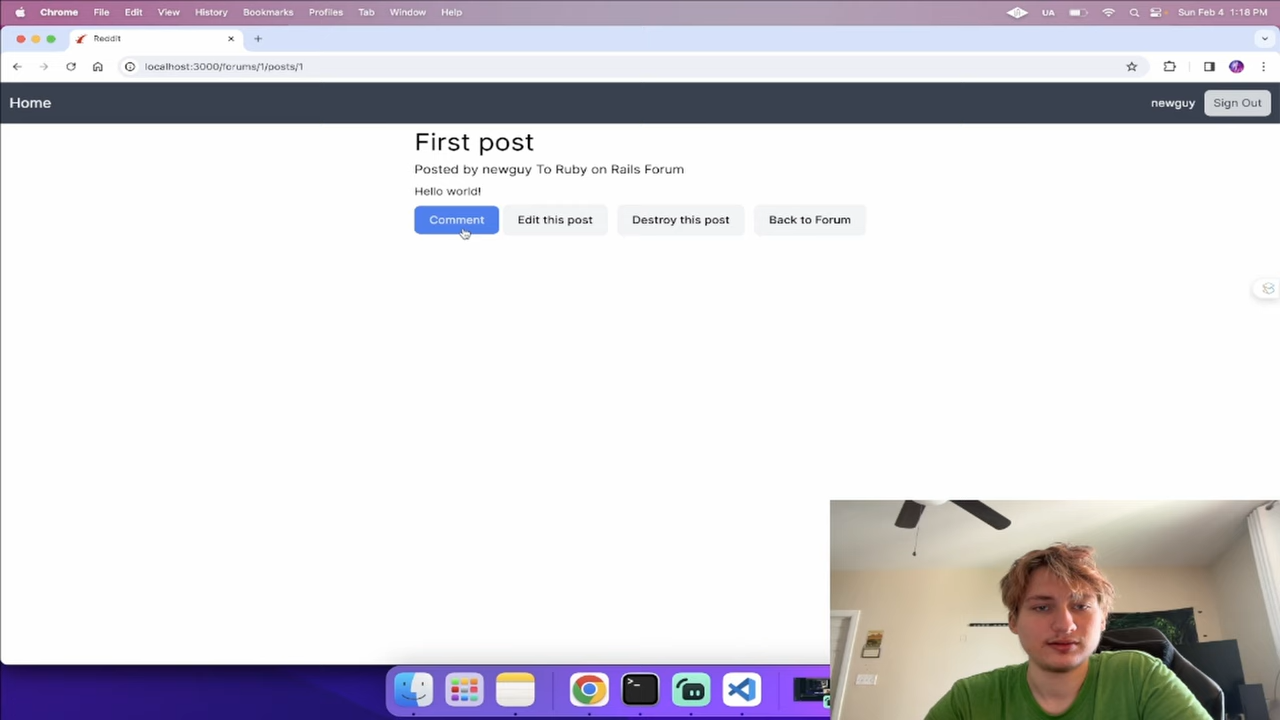 Chrome File Edit View History Bookmarks Profiles Tab Window Help UA Sun Feb 4 1:18 PM
Reddit
localhost:3000/forums/1/posts/1
Home newguy Sign Out
First post
Posted by newguy To Ruby on Rails Forum
Hello world!
Comment Edit this post Destroy this post Back to Forum